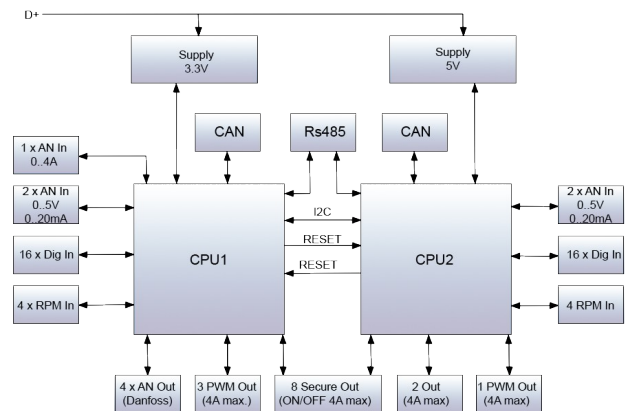 D+
Supply
3.3V
Supply
5V
CAN
Rs485
CAN
1 x AN In
0..4A
2 x AN In
0..5V
0..20mA
16 x Dig In
4 x RPM In
CPU1
I2C
RESET
RESET
CPU2
2 x AN In
0..5V
0..20mA
16 x Dig In
4 RPM In
4 x AN Out
(Danfoss)
3 PWM Out
(4A max.)
8 Secure Out
(ON/OFF 4A max)
2 Out
(4A max)
1 PWM Out
(4A max)